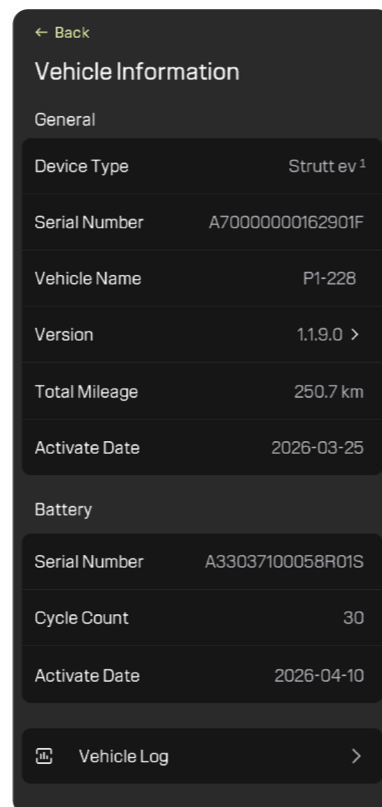 ← Back
Vehicle Information
General
Device Type Strutt ev¹
Serial Number A70000000162901F
Vehicle Name P1-228
Version 1.1.9.0 >
Total Mileage 250.7 km
Activate Date 2026-03-25
Battery
Serial Number A33037100058R01S
Cycle Count 30
Activate Date 2026-04-10
Vehicle Log >